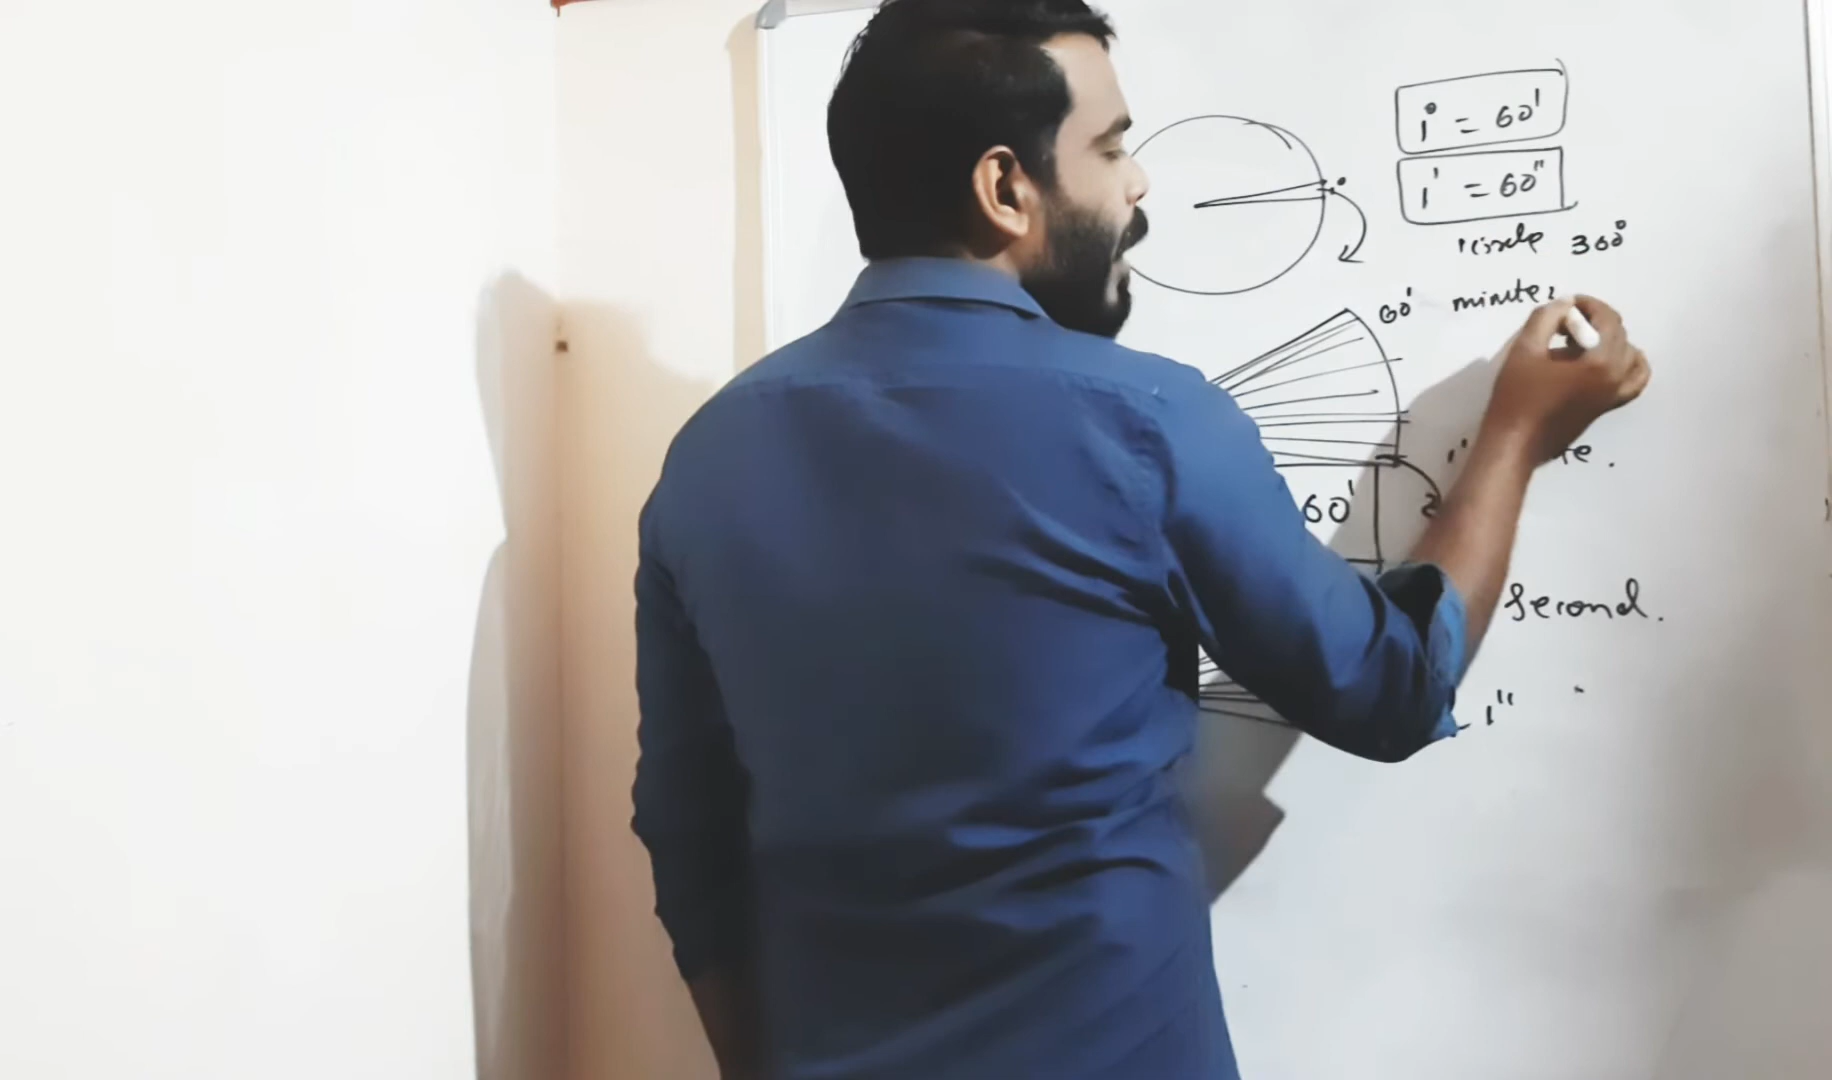 1° = 60'
1' = 60"
circle 360°
60' minutes
1'
60'
Second.
1"